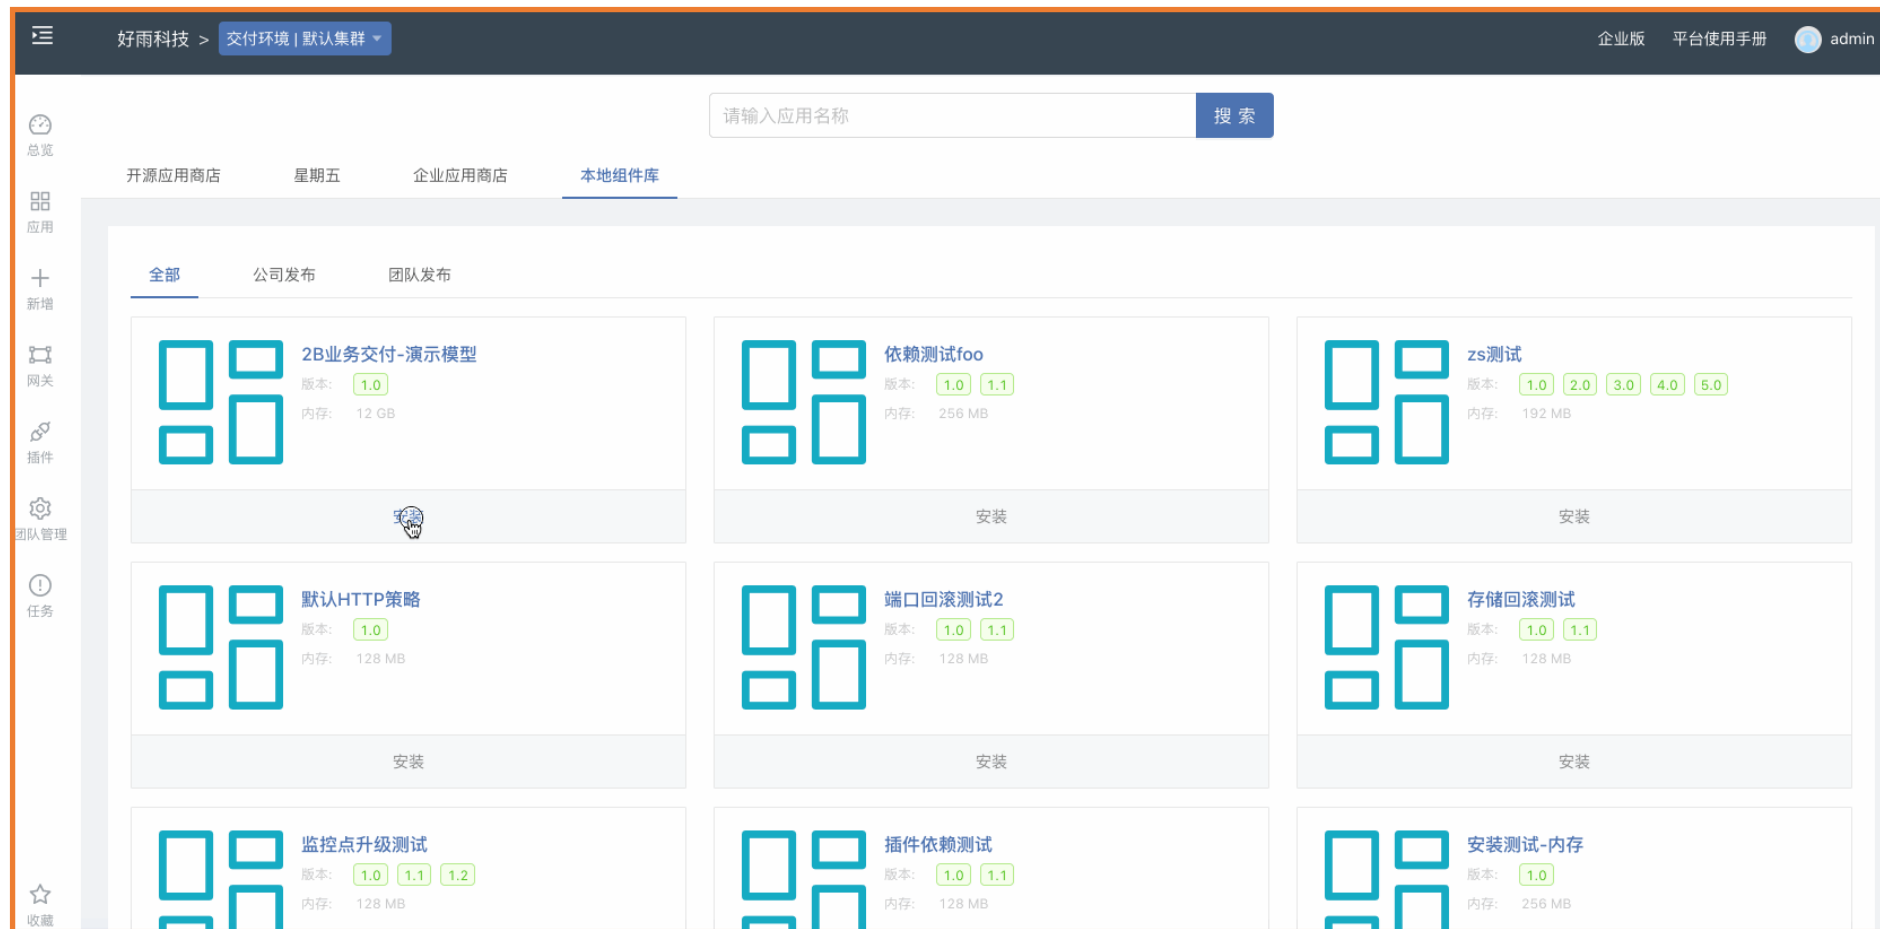 好雨科技 > 交付环境 | 默认集群
企业版 平台使用手册 admin
请输入应用名称 搜 索
总览
应用
新增
网关
插件
团队管理
任务
收藏
开源应用商店 星期五 企业应用商店 本地组件库
全部 公司发布 团队发布
2B业务交付-演示模型
版本: 1.0
内存: 12 GB
安装
依赖测试foo
版本: 1.0 1.1
内存: 256 MB
安装
zs测试
版本: 1.0 2.0 3.0 4.0 5.0
内存: 192 MB
安装
默认HTTP策略
版本: 1.0
内存: 128 MB
安装
端口回滚测试2
版本: 1.0 1.1
内存: 128 MB
安装
存储回滚测试
版本: 1.0 1.1
内存: 128 MB
安装
监控点升级测试
版本: 1.0 1.1 1.2
内存: 128 MB
插件依赖测试
版本: 1.0 1.1
内存: 128 MB
安装测试-内存
版本: 1.0
内存: 256 MB